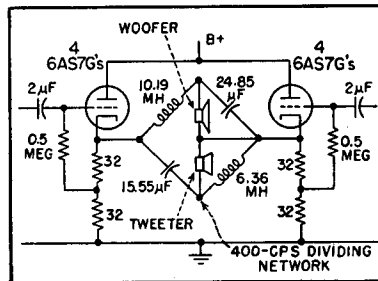 4
6AS7G's
WOOFER
B+
4
6AS7G's
2µF
10.19
MH
24.85
µF
2µF
0.5
MEG
32
32
15.55µF
6.36
MH
32
32
0.5
MEG
TWEETER
400-CPS DIVIDING
NETWORK